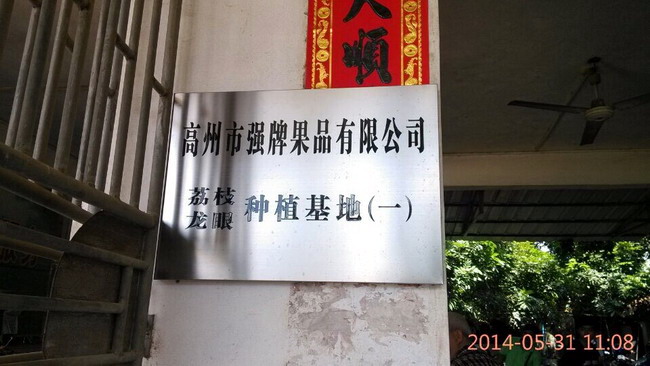 順
高州市强牌果品有限公司
荔枝
龙眼
种植基地(一)
2014-05-31 11:08